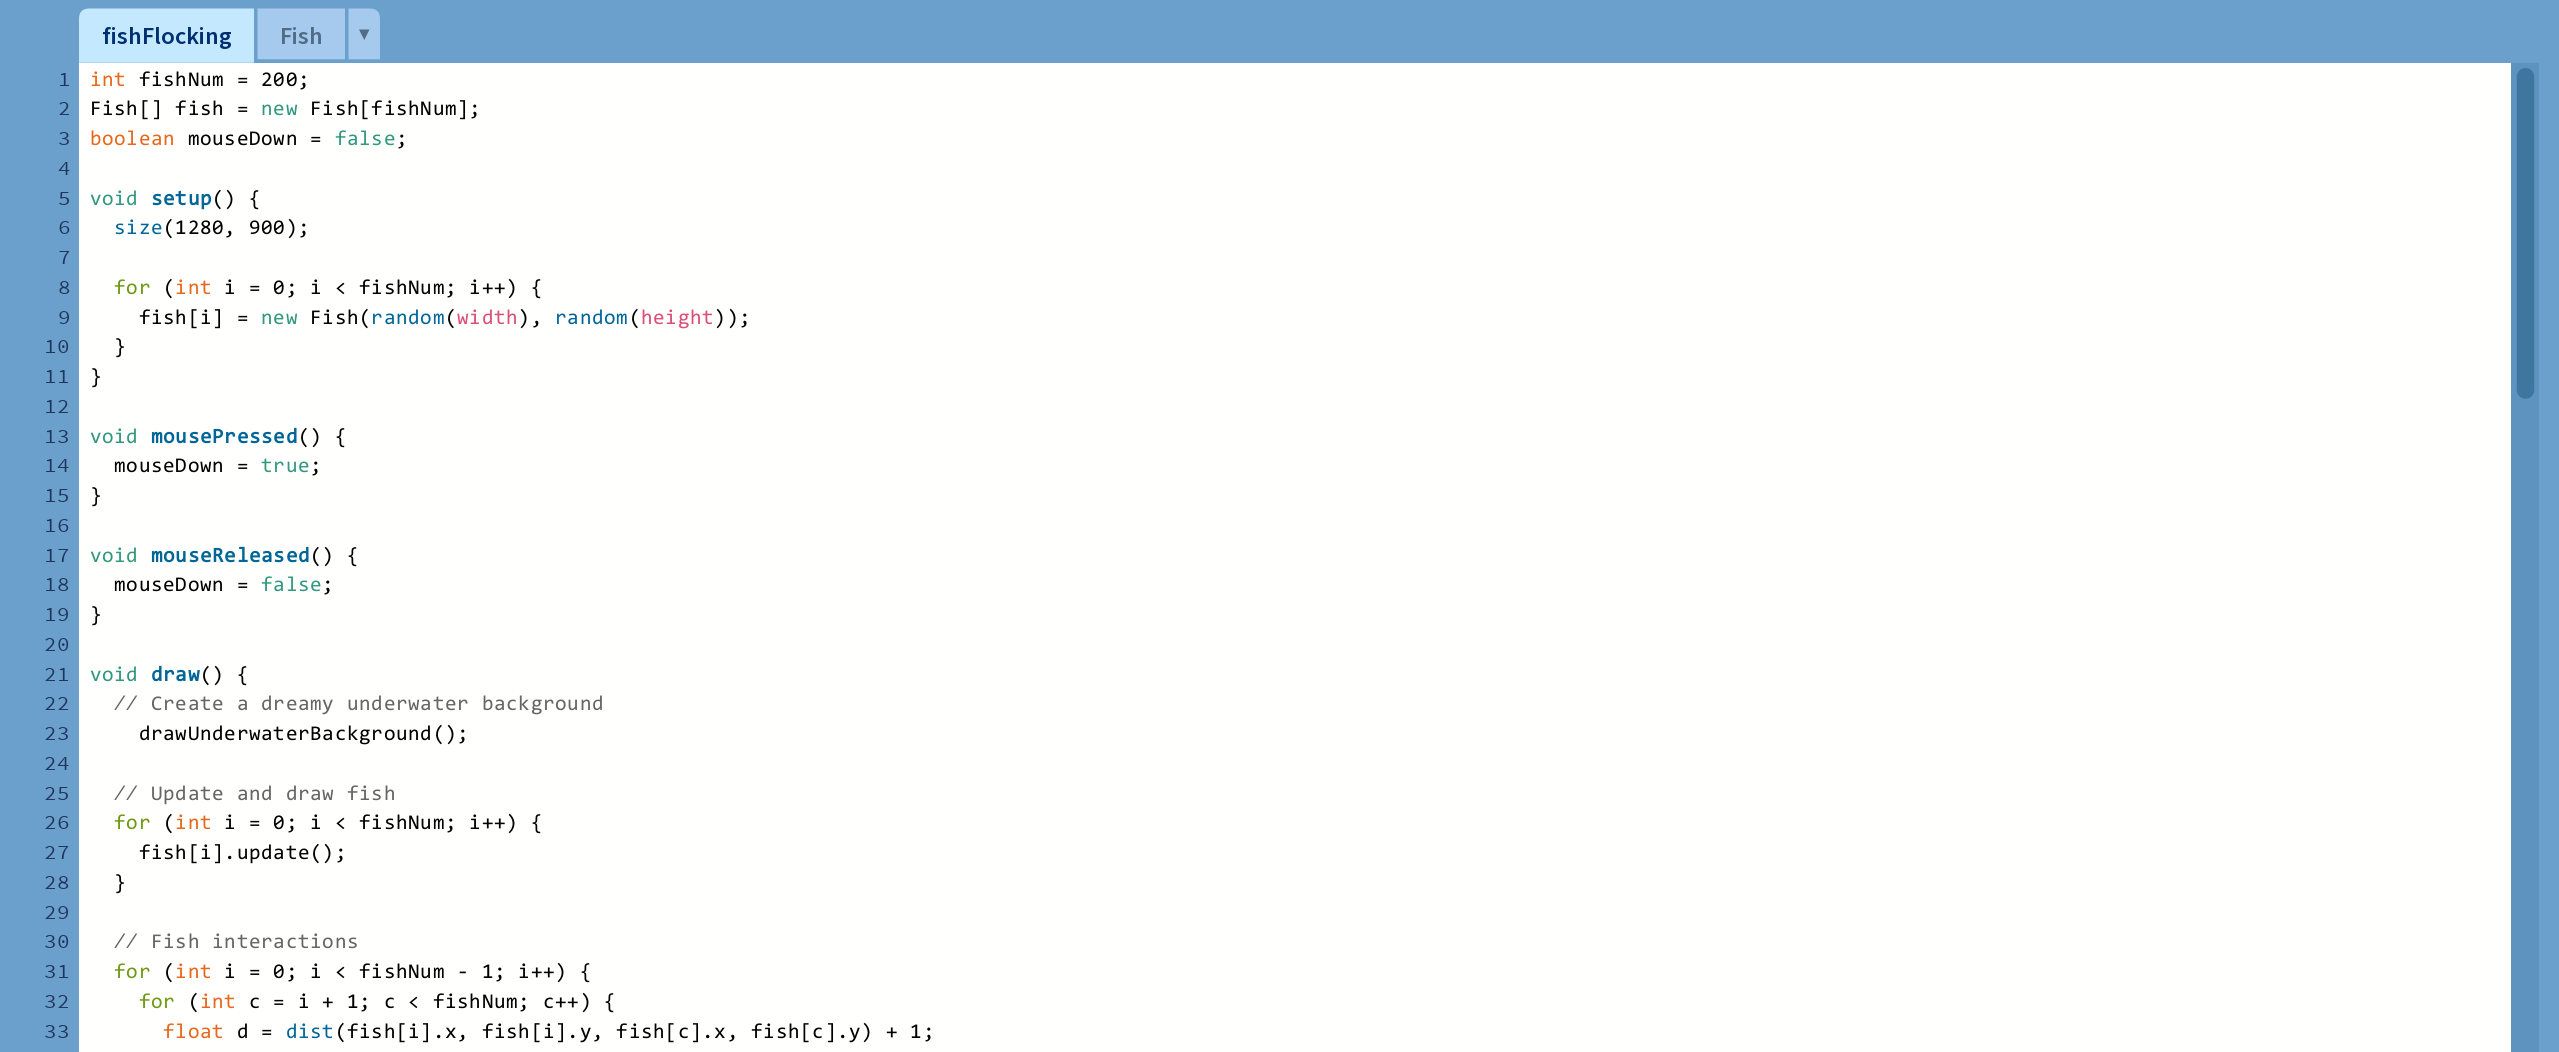 fishFlocking Fish ▼
1 int fishNum = 200;
2 Fish[] fish = new Fish[fishNum];
3 boolean mouseDown = false;
4
5 void setup() {
6   size(1280, 900);
7
8   for (int i = 0; i < fishNum; i++) {
9     fish[i] = new Fish(random(width), random(height));
10   }
11 }
12
13 void mousePressed() {
14   mouseDown = true;
15 }
16
17 void mouseReleased() {
18   mouseDown = false;
19 }
20
21 void draw() {
22   // Create a dreamy underwater background
23     drawUnderwaterBackground();
24
25   // Update and draw fish
26   for (int i = 0; i < fishNum; i++) {
27     fish[i].update();
28   }
29
30   // Fish interactions
31   for (int i = 0; i < fishNum - 1; i++) {
32     for (int c = i + 1; c < fishNum; c++) {
33       float d = dist(fish[i].x, fish[i].y, fish[c].x, fish[c].y) + 1;